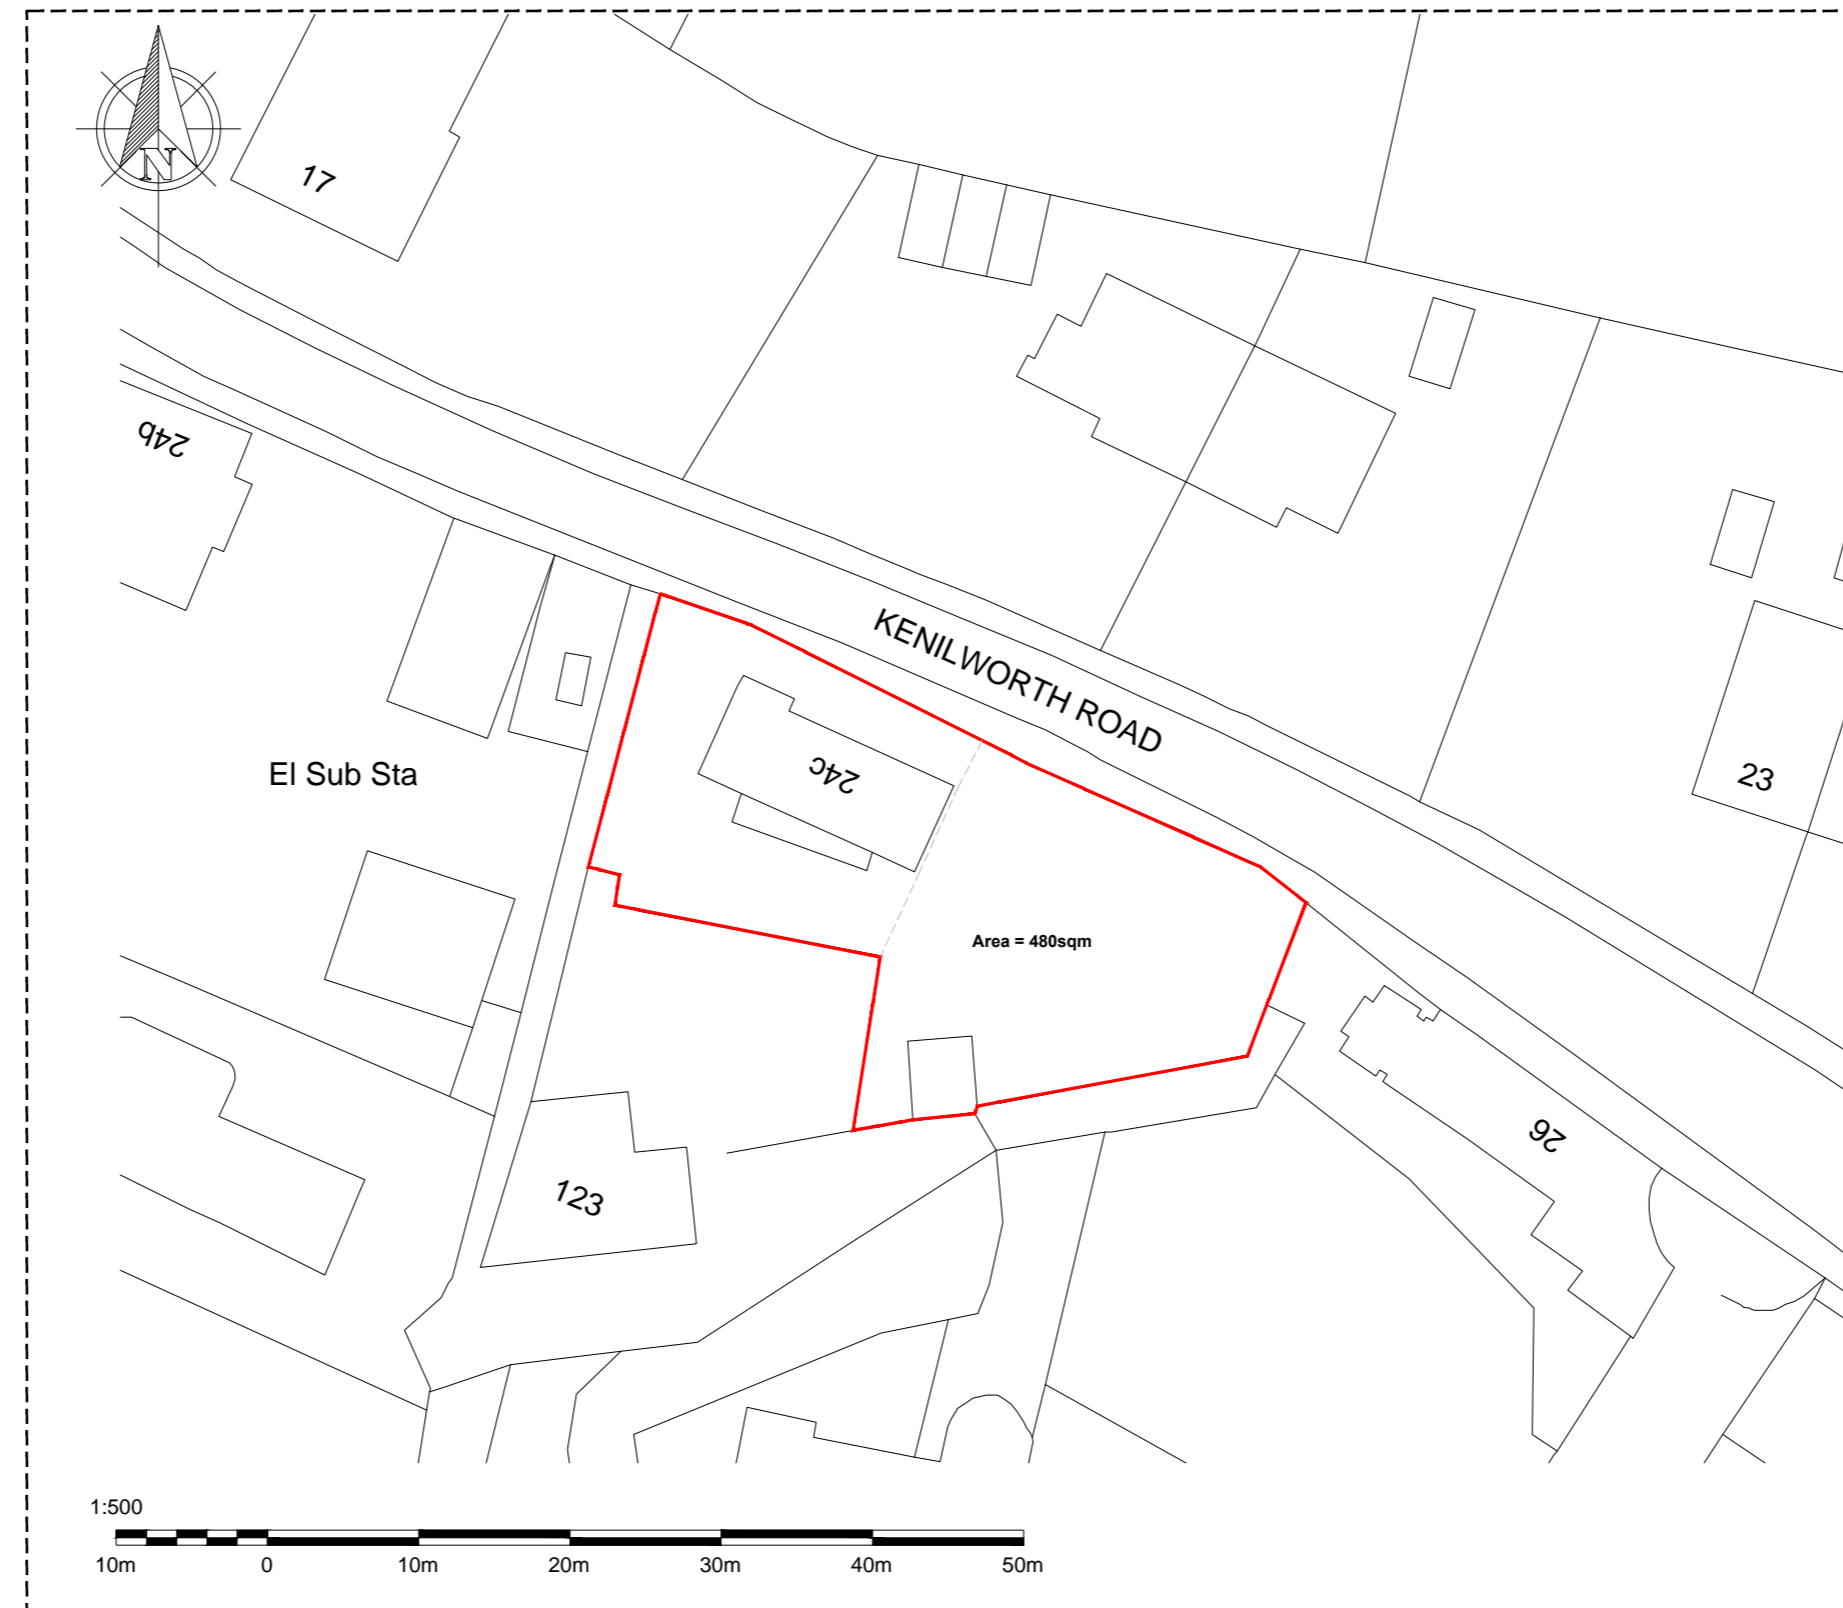 N
17
24b
KENILWORTH ROAD
El Sub Sta
24c
23
Area = 480sqm
26
123
1:500
10m 0 10m 20m 30m 40m 50m